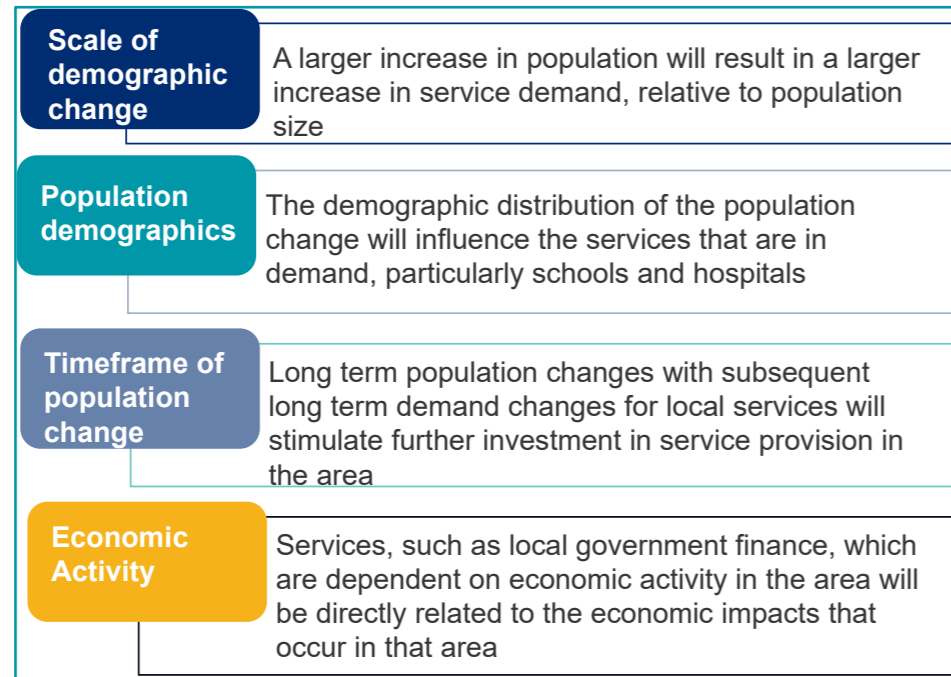 Scale of
demographic
change
A larger increase in population will result in a larger
increase in service demand, relative to population
size
Population
demographics
The demographic distribution of the population
change will influence the services that are in
demand, particularly schools and hospitals
Timeframe of
population
change
Long term population changes with subsequent
long term demand changes for local services will
stimulate further investment in service provision in
the area
Economic
Activity
Services, such as local government finance, which
are dependent on economic activity in the area will
be directly related to the economic impacts that
occur in that area